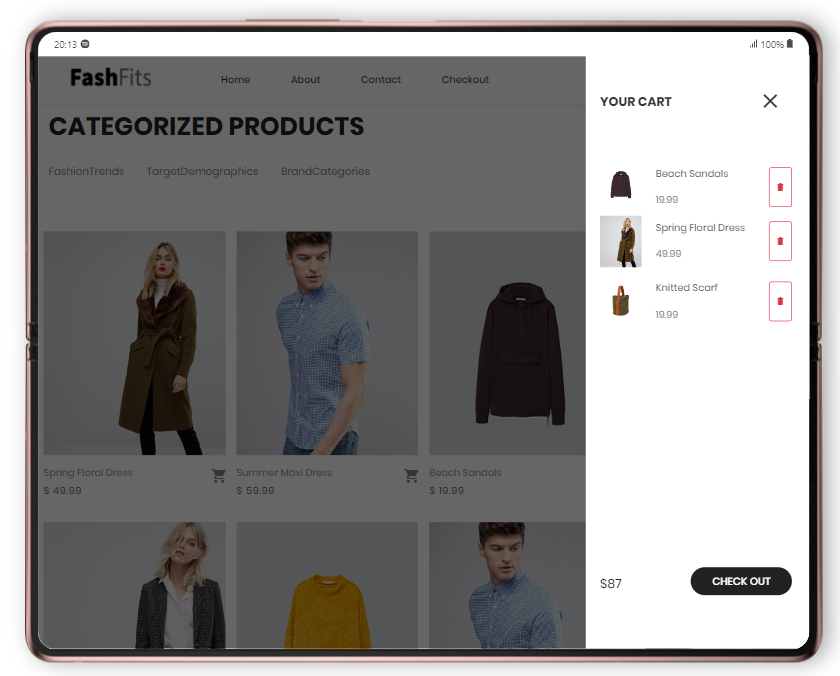 20:13
100%
FashFits
Home About Contact Checkout
CATEGORIZED PRODUCTS
FashionTrends TargetDemographics BrandCategories
Spring Floral Dress
$ 49.99
Summer Maxi Dress
$ 59.99
Beach Sandals
$ 19.99
YOUR CART
Beach Sandals
19.99
Spring Floral Dress
49.99
Knitted Scarf
19.99
$87
CHECK OUT